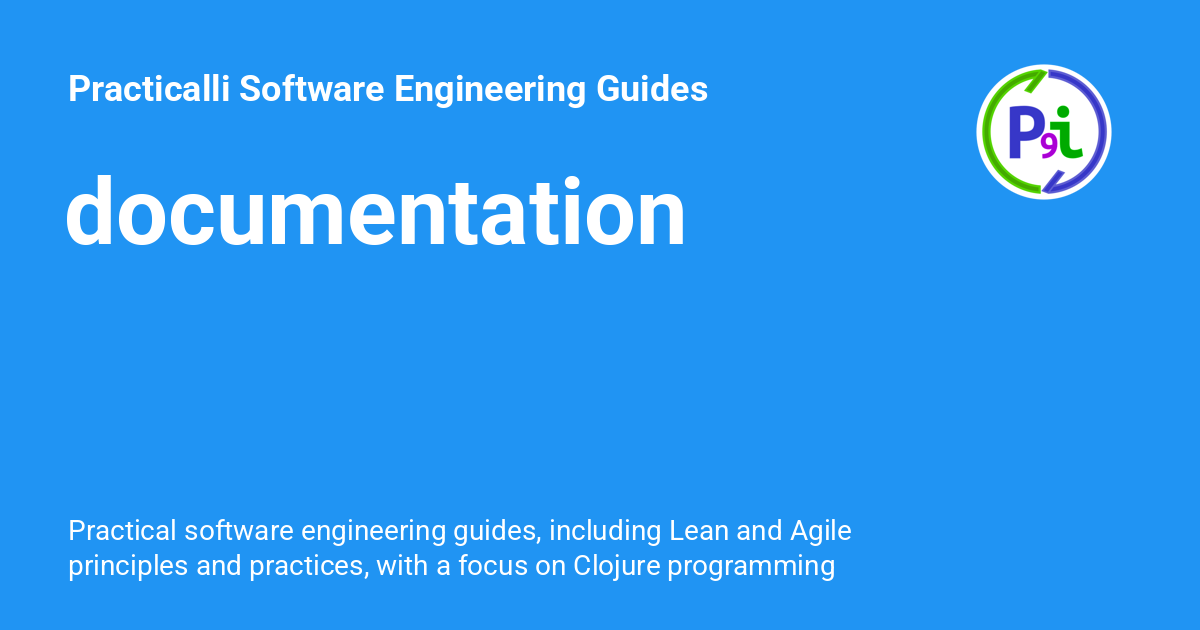 Practicalli Software Engineering Guides
P9i
documentation
Practical software engineering guides, including Lean and Agile
principles and practices, with a focus on Clojure programming